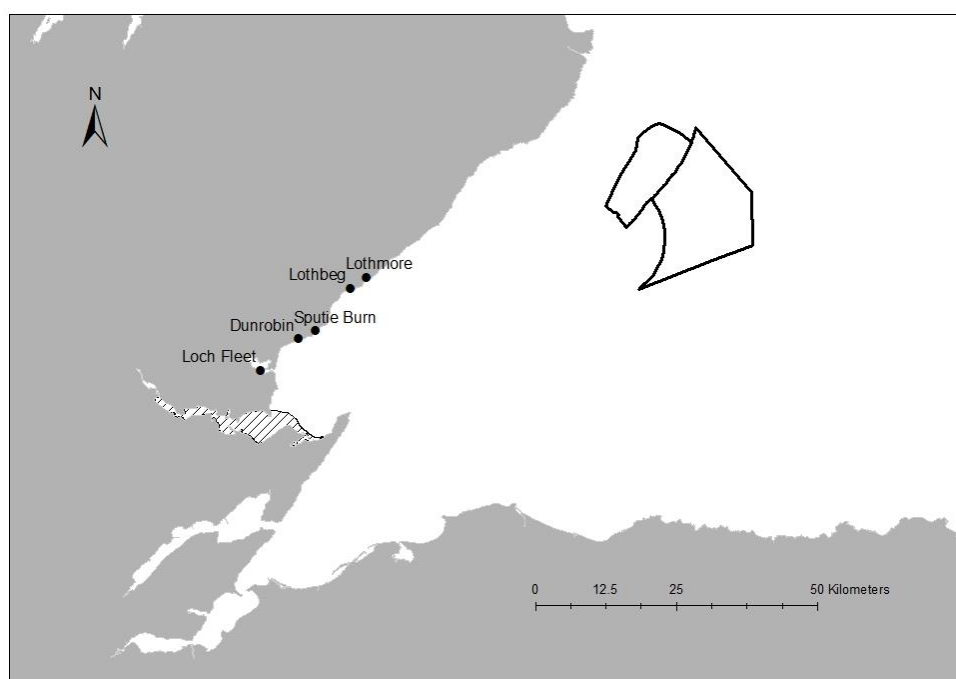 N
Lothmore
Lothbeg
Sputie Burn
Dunrobin
Loch Fleet
0 12.5 25 50 Kilometers